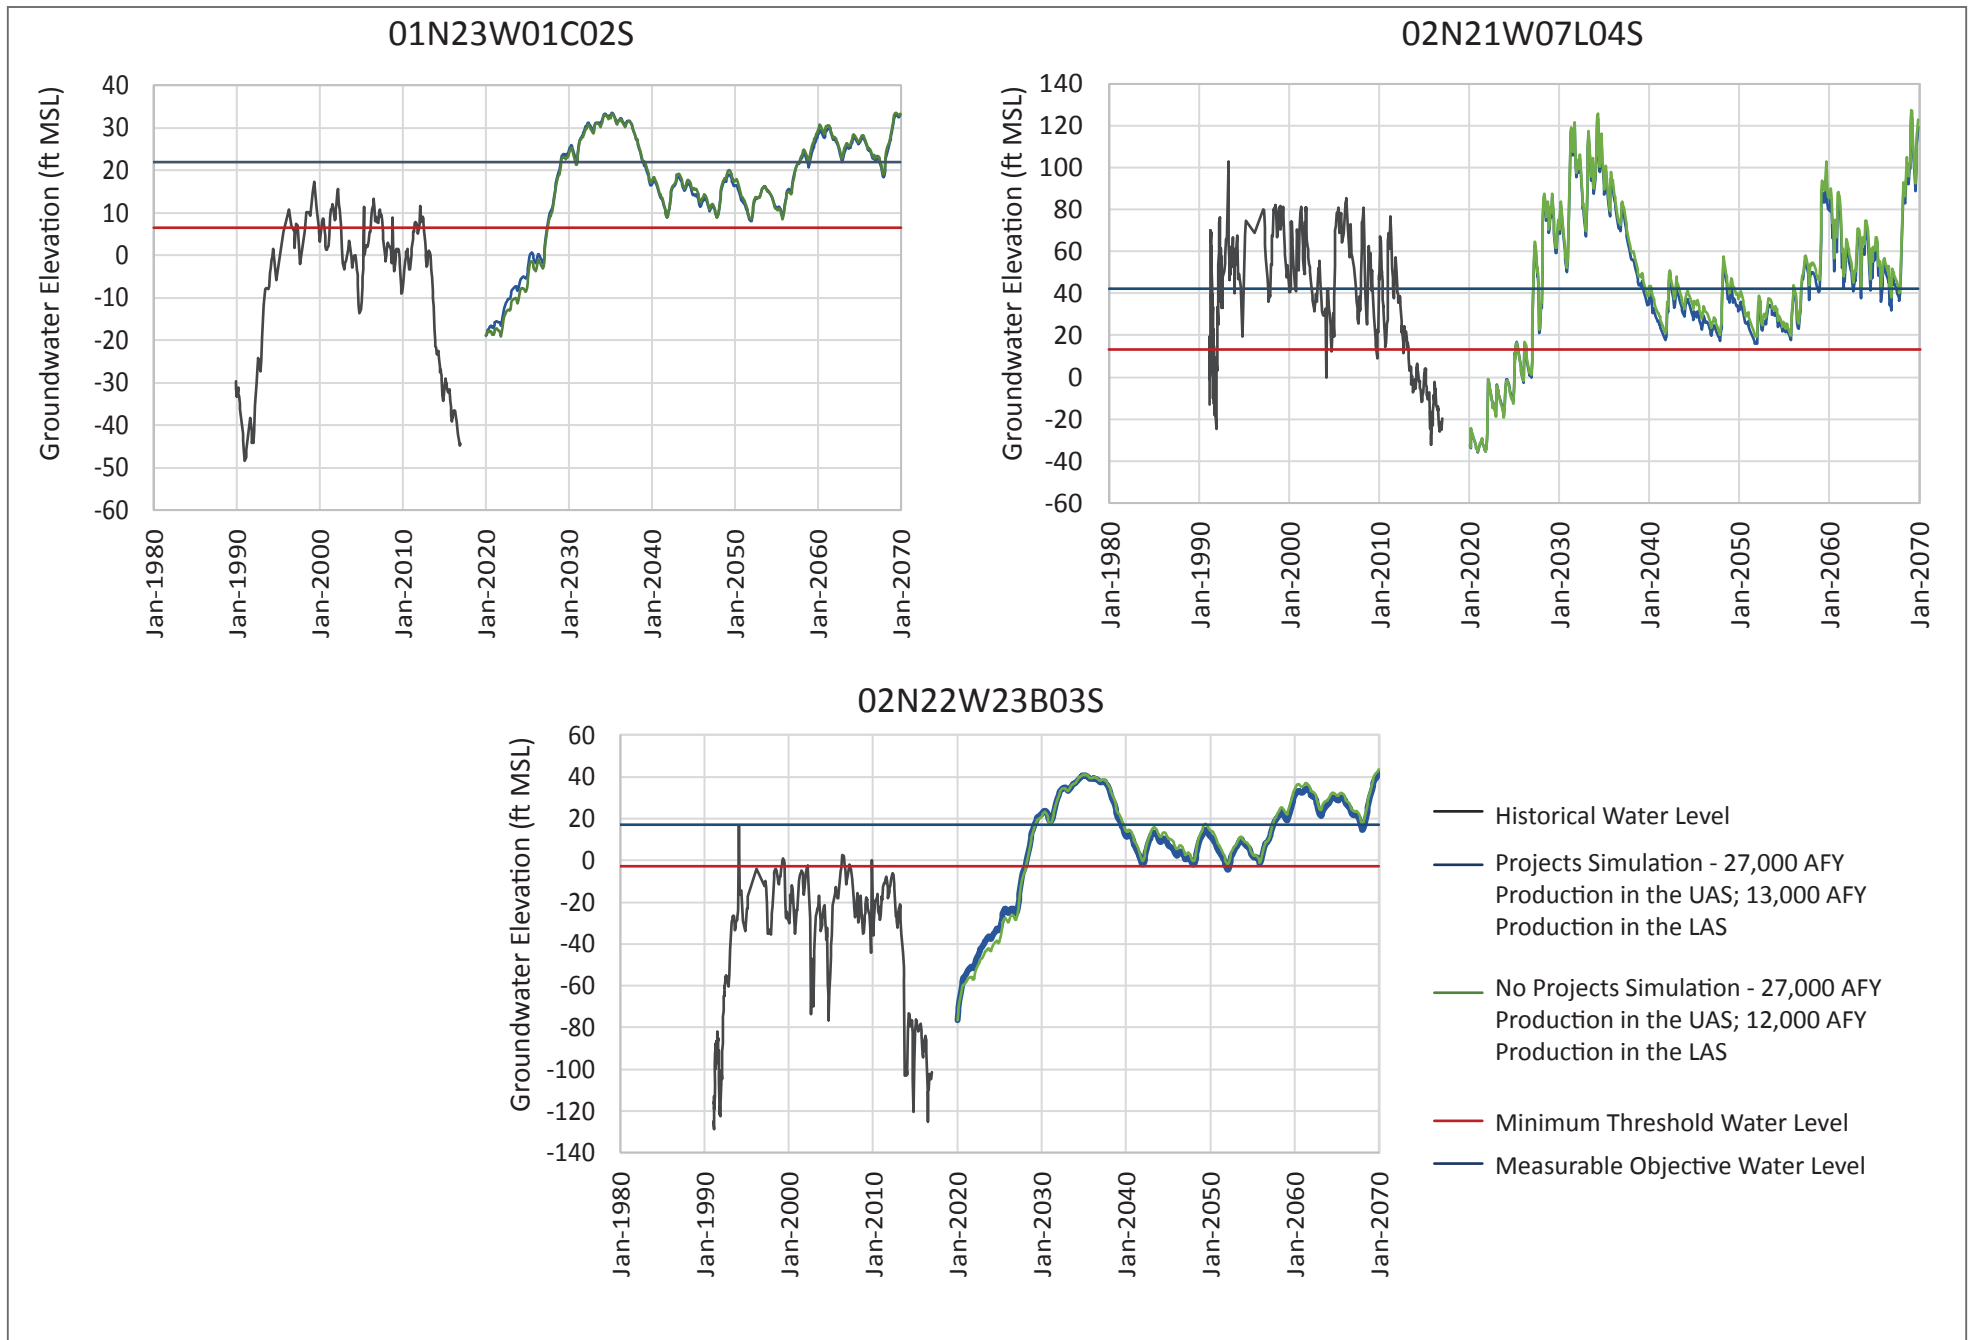 01N23W01C02S
Groundwater Elevation (ft MSL)
40
30
20
10
0
-10
-20
-30
-40
-50
-60
Jan-1980
Jan-1990
Jan-2000
Jan-2010
Jan-2020
Jan-2030
Jan-2040
Jan-2050
Jan-2060
Jan-2070
02N21W07L04S
Groundwater Elevation (ft MSL)
140
120
100
80
60
40
20
0
-20
-40
-60
Jan-1980
Jan-1990
Jan-2000
Jan-2010
Jan-2020
Jan-2030
Jan-2040
Jan-2050
Jan-2060
Jan-2070
02N22W23B03S
Groundwater Elevation (ft MSL)
60
40
20
0
-20
-40
-60
-80
-100
-120
-140
Jan-1980
Jan-1990
Jan-2000
Jan-2010
Jan-2020
Jan-2030
Jan-2040
Jan-2050
Jan-2060
Jan-2070
Historical Water Level
Projects Simulation - 27,000 AFY
Production in the UAS; 13,000 AFY
Production in the LAS
No Projects Simulation - 27,000 AFY
Production in the UAS; 12,000 AFY
Production in the LAS
Minimum Threshold Water Level
Measurable Objective Water Level